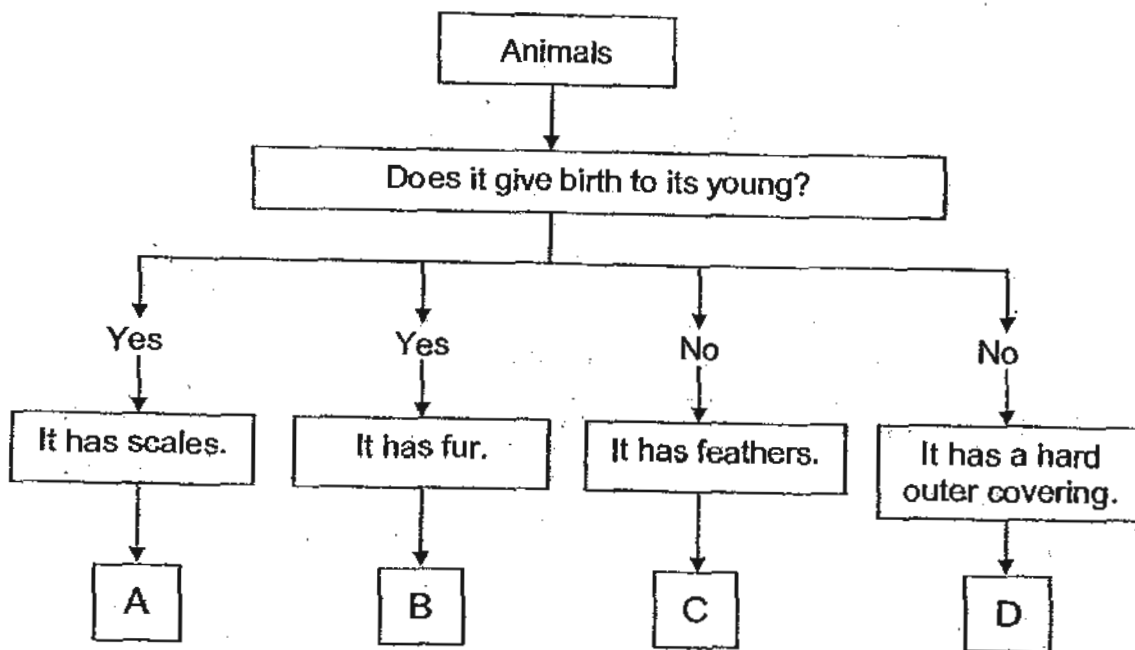 Animals
Does it give birth to its young?
Yes
Yes
No
No
It has scales.
It has fur.
It has feathers.
It has a hard
outer covering.
A
B
C
D